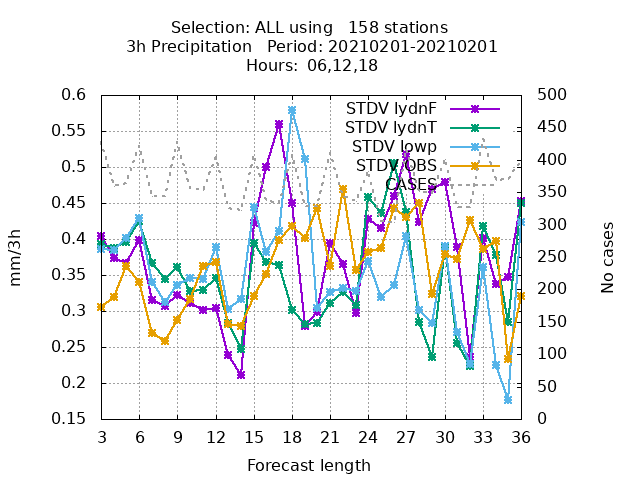 Selection: ALL using   158 stations
3h Precipitation   Period: 20210201-20210201
Hours:  06,12,18
0.6
0.55
0.5
0.45
0.4
0.35
0.3
0.25
0.2
0.15
mm/3h
STDV IydnF
STDV IydnT
STDV Iowp
STDV OBS
CASES
500
450
400
350
300
250
200
150
100
50
0
No cases
3 6 9 12 15 18 21 24 27 30 33 36
Forecast length